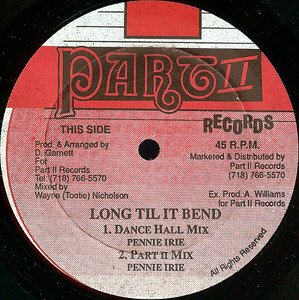 PART II
RECORDS
THIS SIDE
45 R.P.M.
Prod. & Arranged by
D. Garnett
For
Part II Records
Tel: (718) 766-5570
Mixed by
Wayne (Tootie) Nicholson
Marketed & Distributed by
Part II Records
(718) 766-5570
Ex. Prod. A. Williams
for Part II Records
LONG TIL IT BEND
1. DANCE HALL MIX
PENNIE IRIE
2. PART II MIX
PENNIE IRIE
All Rights Reserved